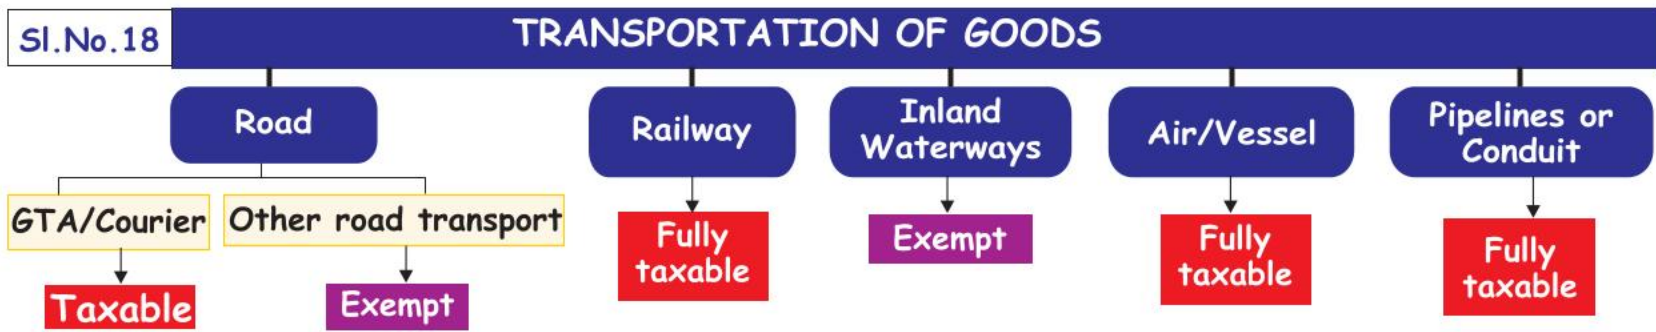 Sl.No.18
TRANSPORTATION OF GOODS
Road
Railway
Inland
Waterways
Air/Vessel
Pipelines or
Conduit
GTA/Courier
Other road transport
Taxable
Exempt
Fully
taxable
Exempt
Fully
taxable
Fully
taxable